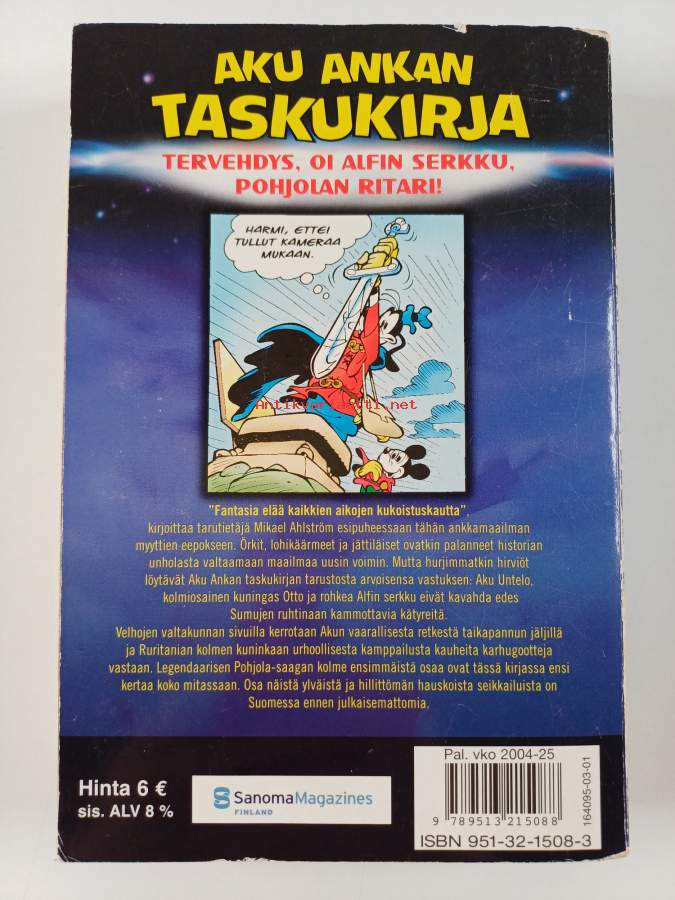 AKU ANKAN
TASKUKIRJA
TERVEHDYS, OI ALFIN SERKKU,
POHJOLAN RITARI!
HARMI, ETTEI
TULLUT KAMERAA
MUKAAN.
Antikvariaatti.net
"Fantasia elää kaikkien aikojen kukoistuskautta",
kirjoittaa tarutietäjä Mikael Ahlström esipuheessaan tähän ankkamaailman
myyttien eepokseen. Örkit, lohikäärmeet ja jättiläiset ovatkin palanneet historian
unholasta valtaamaan maailmaa uusin voimin. Mutta hurjimmatkin hirviöt
löytävät Aku Ankan taskukirjan tarustosta arvoisensa vastuksen: Aku Untelo,
kolmiosainen kuningas Otto ja rohkea Alfin serkku eivät kavahda edes
Sumujen ruhtinaan kammottavia kätyreitä.
Velhojen valtakunnan sivuilla kerrotaan Akun vaarallisesta retkestä taikapannun jäljillä
ja Ruritanian kolmen kuninkaan urhoollisesta kamppailusta kauheita karhugootteja
vastaan. Legendaarisen Pohjola-saagan kolme ensimmäistä osaa ovat tässä kirjassa ensi
kertaa koko mitassaan. Osa näistä ylväistä ja hillittömän hauskoista seikkailuista on
Suomessa ennen julkaisemattomia.
Hinta 6 €
sis. ALV 8 %
SanomaMagazines
FINLAND
Pal. vko 2004-25
9 789513 215088
ISBN 951-32-1508-3
164095-03-01